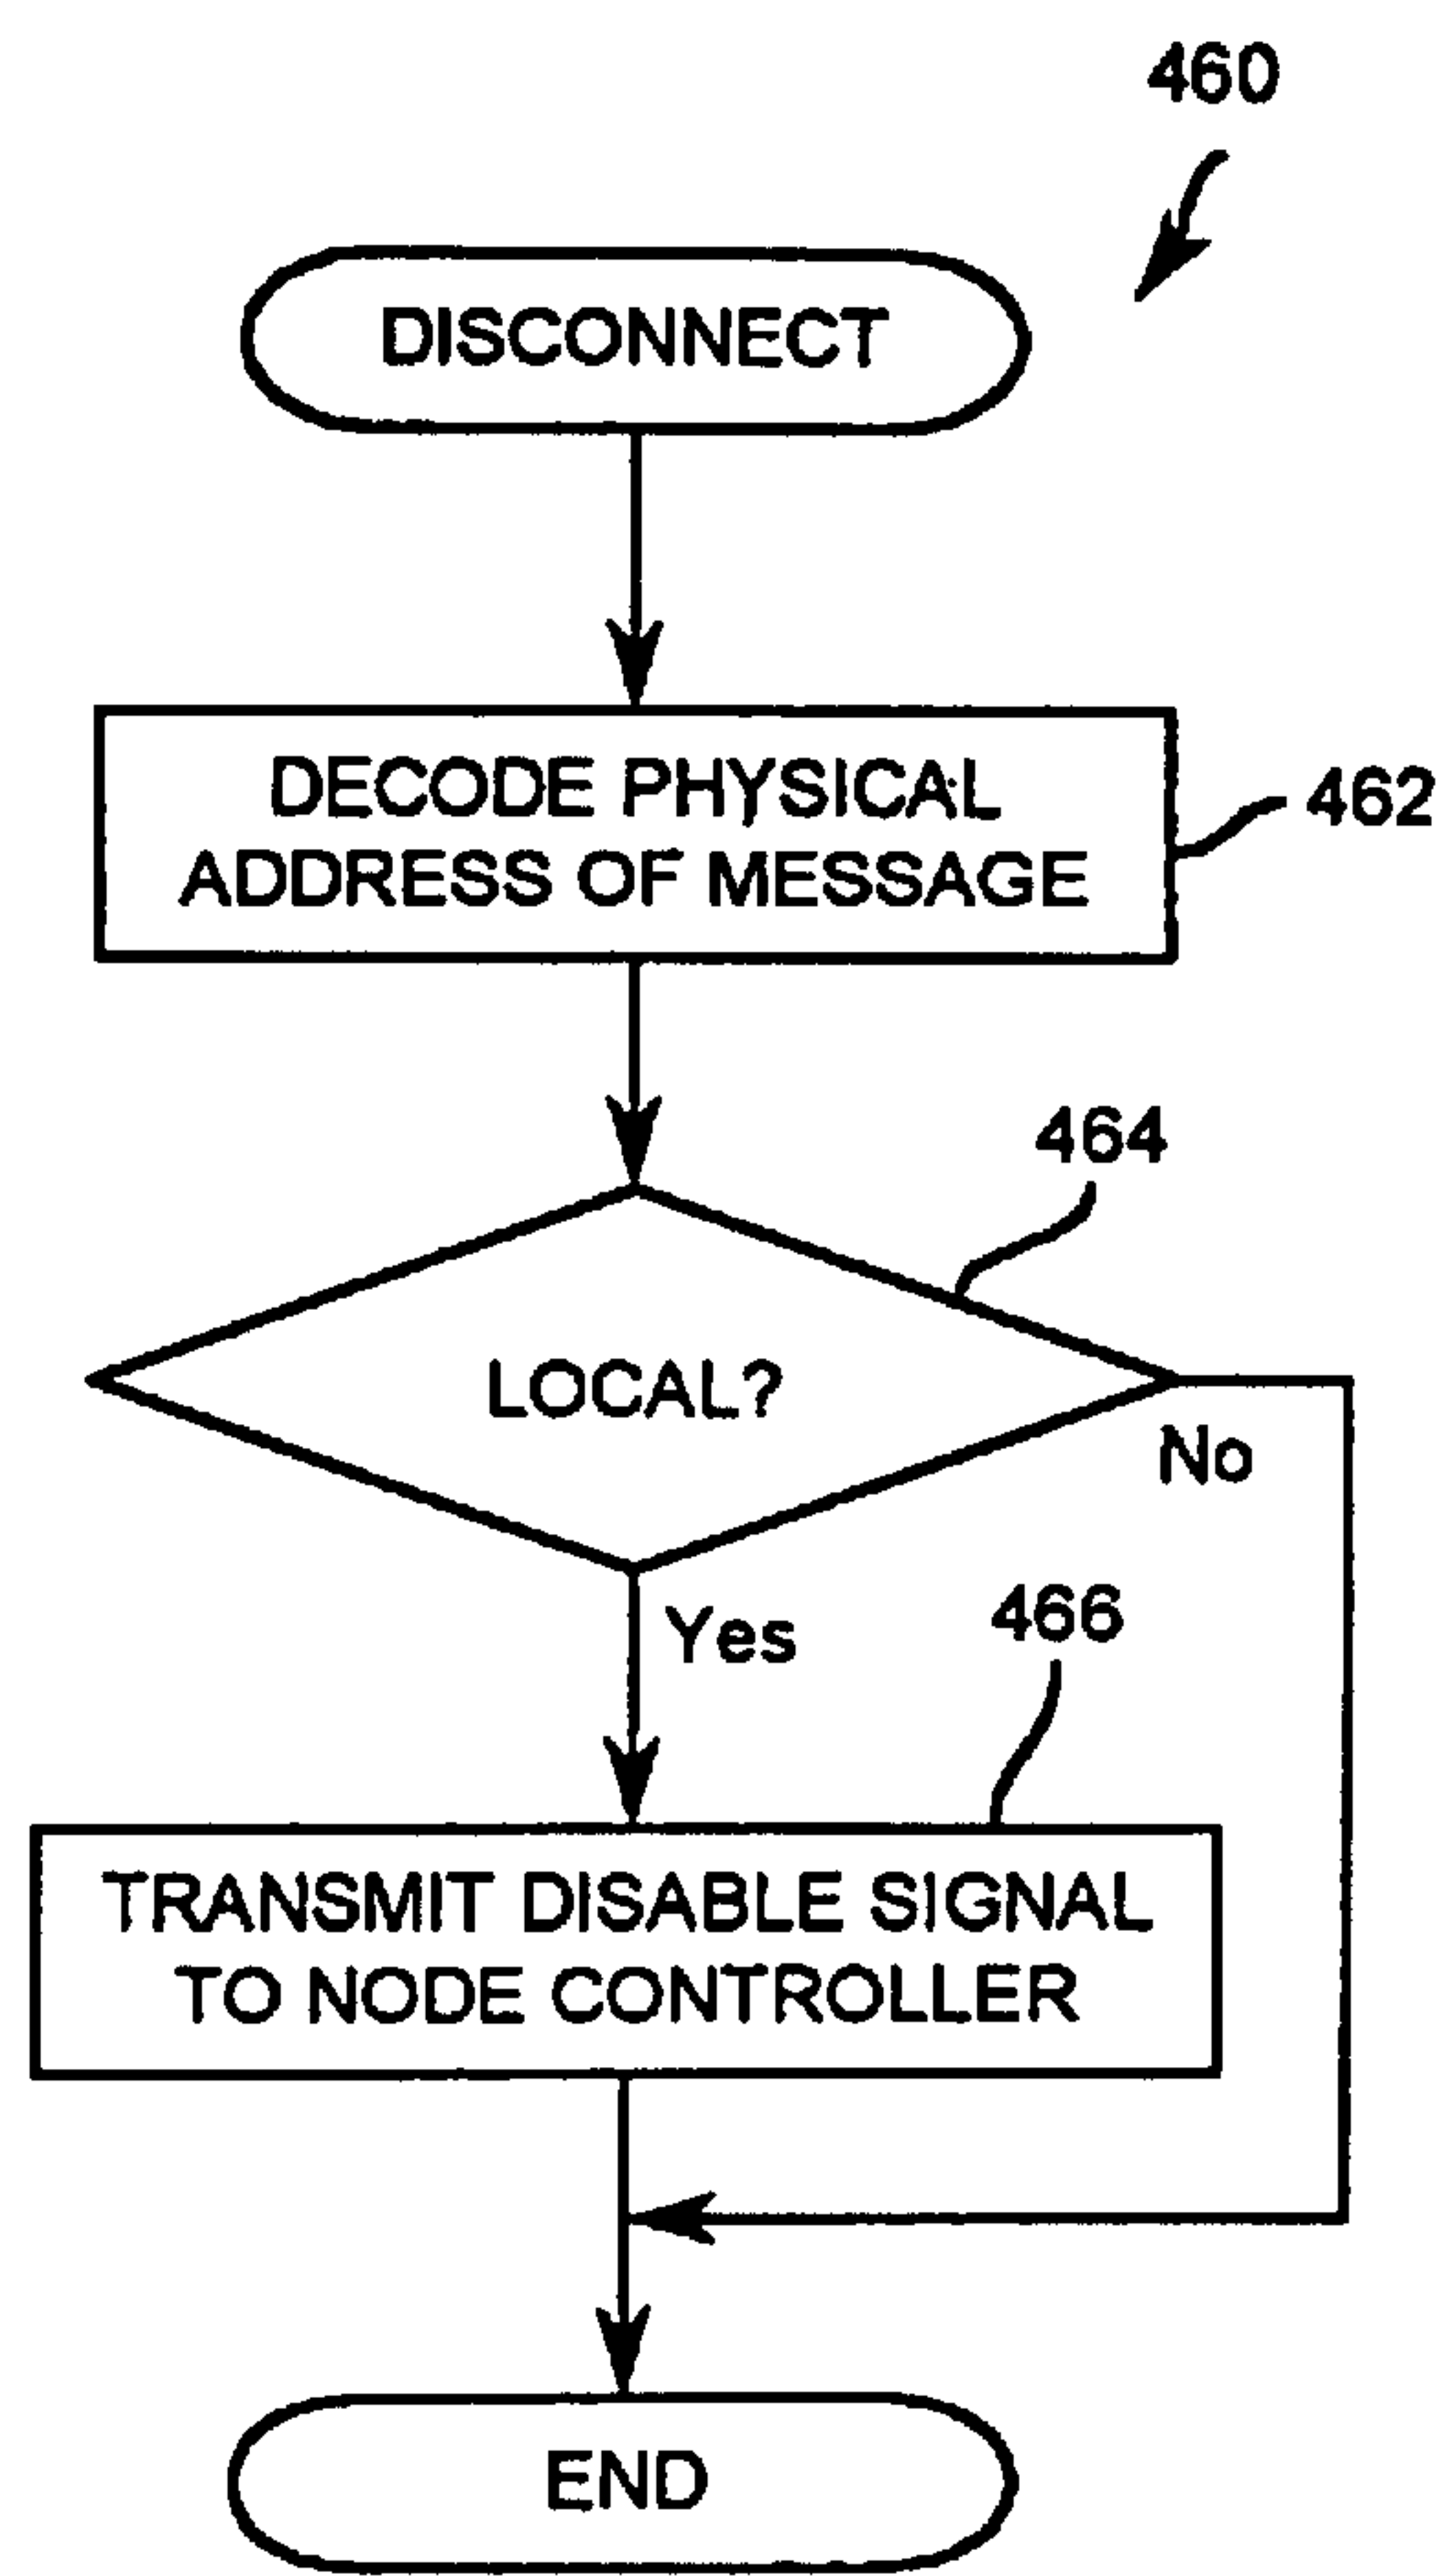 460
DISCONNECT
DECODE PHYSICAL
ADDRESS OF MESSAGE
462
464
LOCAL?
No
Yes
466
TRANSMIT DISABLE SIGNAL
TO NODE CONTROLLER
END